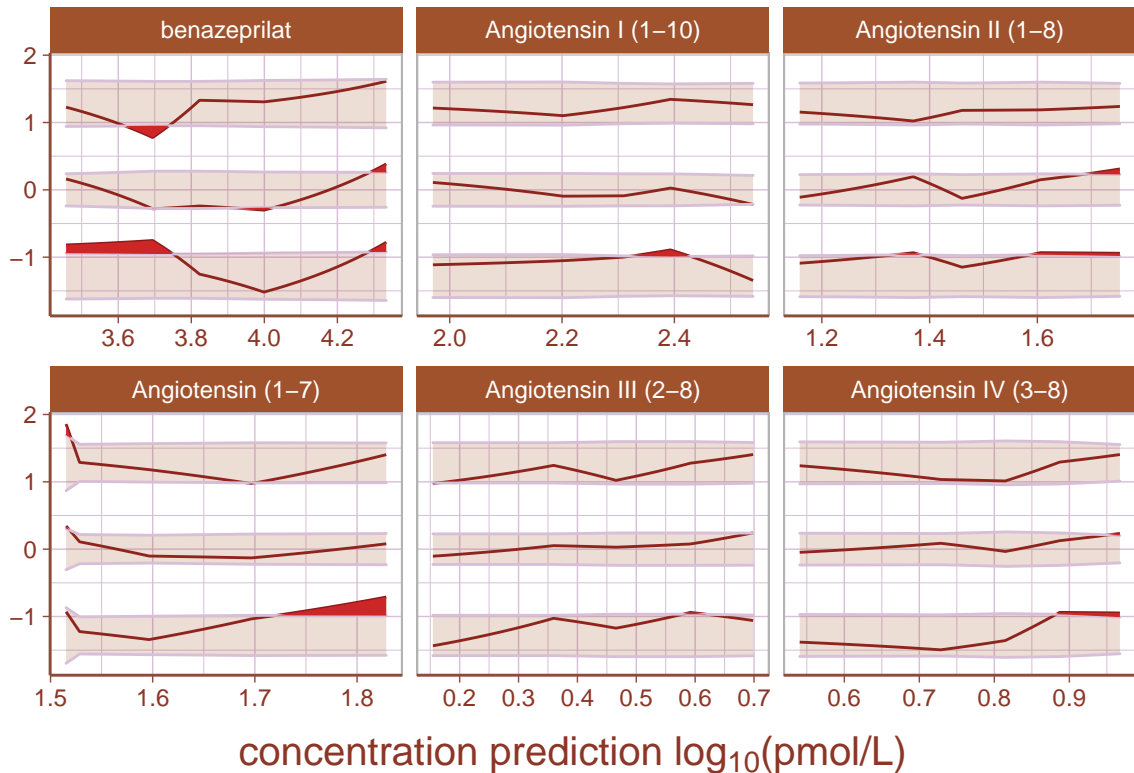 benazeprilat Angiotensin I (1−10) Angiotensin II (1−8)
2
1
0
−1
3.6 3.8 4.0 4.2 2.0 2.2 2.4 1.2 1.4 1.6
Angiotensin (1−7) Angiotensin III (2−8) Angiotensin IV (3−8)
2
1
0
−1
1.5 1.6 1.7 1.8 0.2 0.3 0.4 0.5 0.6 0.7 0.6 0.7 0.8 0.9
concentration prediction log₁₀(pmol/L)